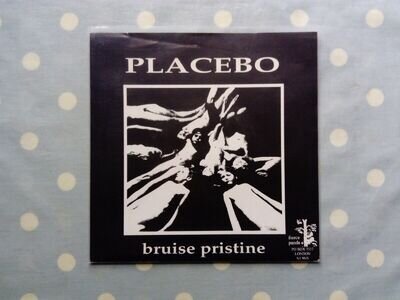 PLACEBO
bruise pristine
fierce
panda
LONDON